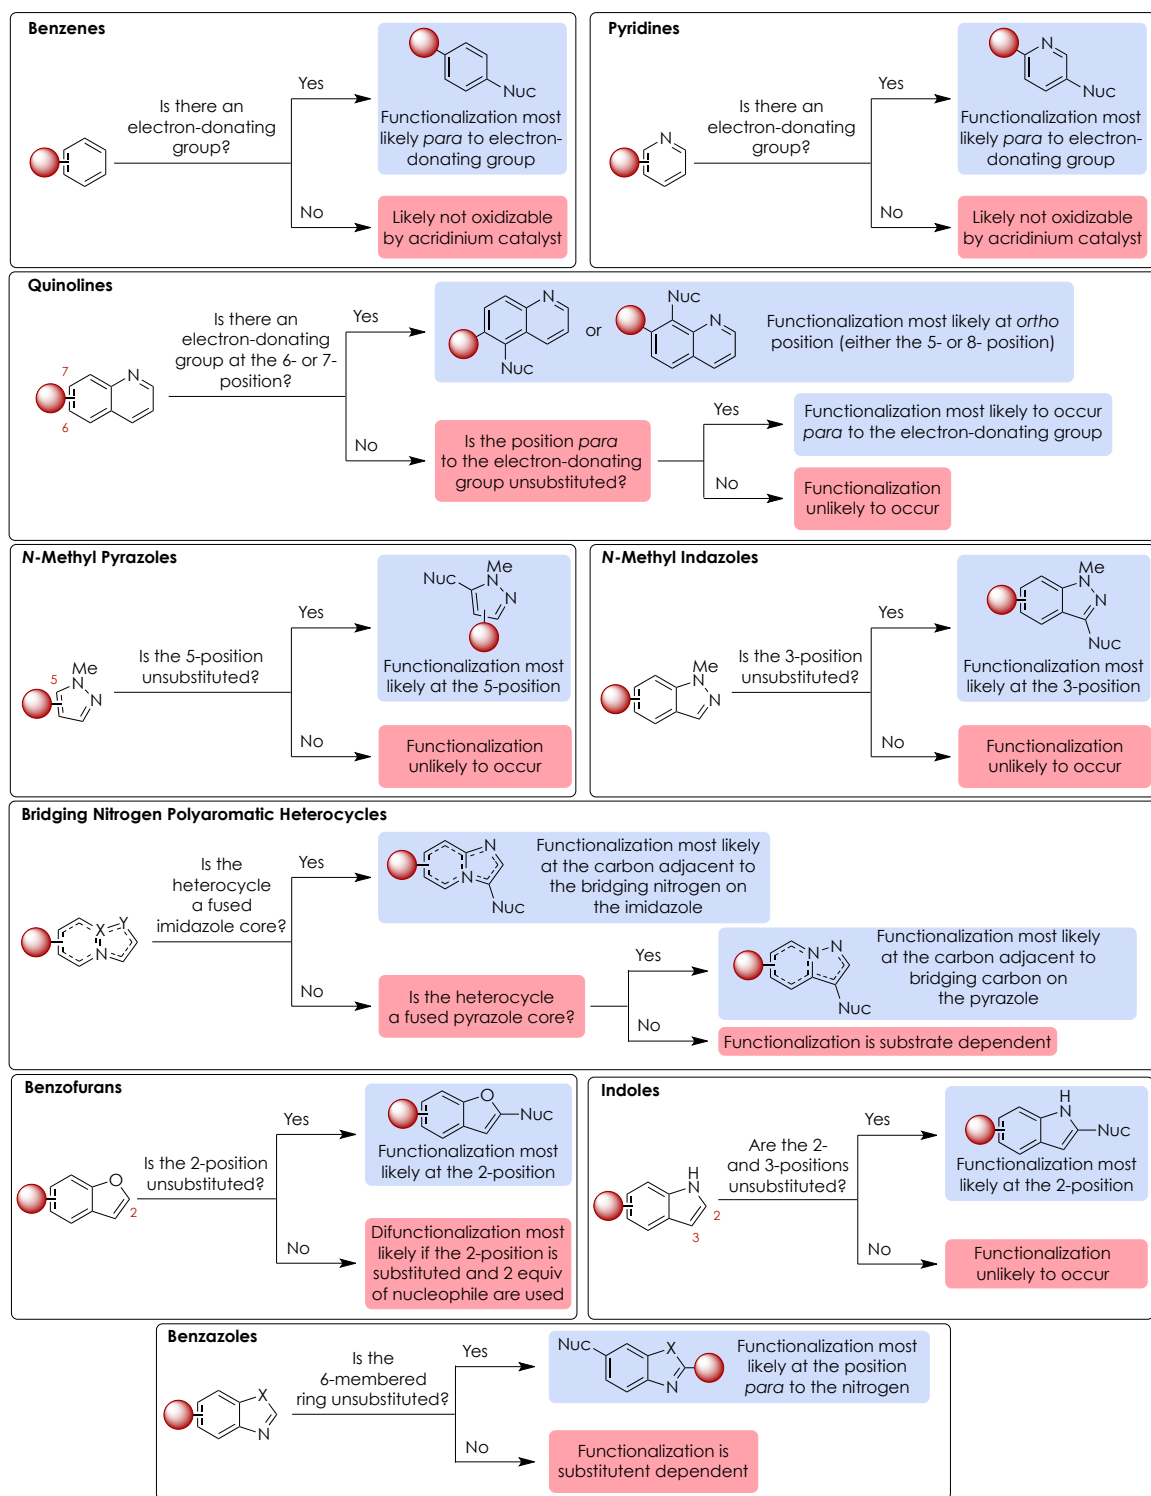 Benzenes
Is there an
electron-donating
group?
Yes
Nuc
Functionalization most
likely para to electron-
donating group
No
Likely not oxidizable
by acridinium catalyst
Pyridines
N
Is there an
electron-donating
group?
Yes
N
Nuc
Functionalization most
likely para to electron-
donating group
No
Likely not oxidizable
by acridinium catalyst
Quinolines
7
N
6
Is there an
electron-donating
group at the 6- or 7-
position?
Yes
N
Nuc
or
Nuc
N
Functionalization most likely at ortho
position (either the 5- or 8- position)
No
Is the position para
to the electron-donating
group unsubstituted?
Yes
Functionalization most likely to occur
para to the electron-donating group
No
Functionalization
unlikely to occur
N-Methyl Pyrazoles
Me
5
N
N
Is the 5-position
unsubstituted?
Yes
Me
Nuc
N
N
Functionalization most
likely at the 5-position
No
Functionalization
unlikely to occur
N-Methyl Indazoles
Me
N
N
Is the 3-position
unsubstituted?
Yes
Me
N
N
Nuc
Functionalization most
likely at the 3-position
No
Functionalization
unlikely to occur
Bridging Nitrogen Polyaromatic Heterocycles
X
Y
N
Is the
heterocycle
a fused
imidazole core?
Yes
N
N
Nuc
Functionalization most likely
at the carbon adjacent to
the bridging nitrogen on
the imidazole
No
Is the heterocycle
a fused pyrazole core?
Yes
N
N
Nuc
Functionalization most likely
at the carbon adjacent to
bridging carbon on
the pyrazole
No
Functionalization is substrate dependent
Benzofurans
O
2
Is the 2-position
unsubstituted?
Yes
O
Nuc
Functionalization most
likely at the 2-position
No
Difunctionalization most
likely if the 2-position is
substituted and 2 equiv
of nucleophile are used
Indoles
H
N
2
3
Are the 2-
and 3-positions
unsubstituted?
Yes
H
N
Nuc
Functionalization most
likely at the 2-position
No
Functionalization
unlikely to occur
Benzazoles
X
N
Is the
6-membered
ring unsubstituted?
Yes
Nuc
X
N
Functionalization most
likely at the position
para to the nitrogen
No
Functionalization is
substitutent dependent